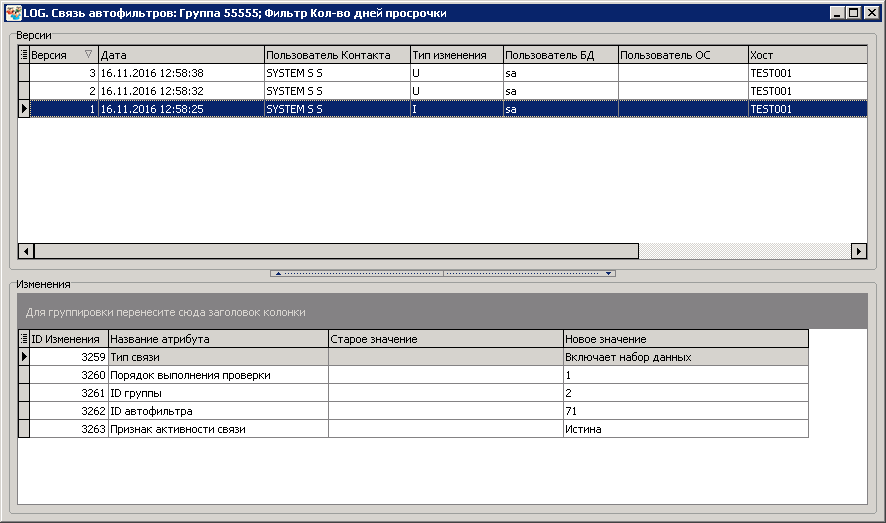 LOG. Связь автофильтров: Группа 55555; Фильтр Кол-во дней просрочки
Версии
Версия Дата Пользователь Контакта Тип изменения Пользователь БД Пользователь ОС Хост
3 16.11.2016 12:58:38 SYSTEM S S U sa TEST001
2 16.11.2016 12:58:32 SYSTEM S S U sa TEST001
1 16.11.2016 12:58:25 SYSTEM S S I sa TEST001
Изменения
Для группировки перенесите сюда заголовок колонки
ID Изменения Название атрибута Старое значение Новое значение
3259 Тип связи Включает набор данных
3260 Порядок выполнения проверки 1
3261 ID группы 2
3262 ID автофильтра 71
3263 Признак активности связи Истина